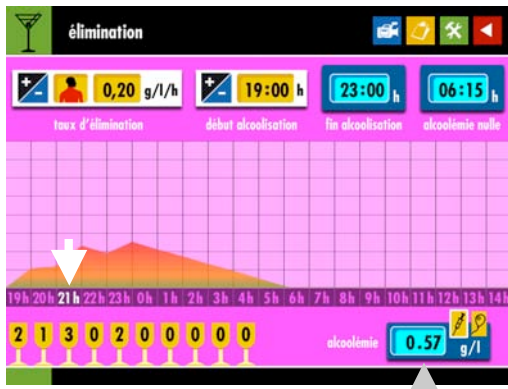 élimination
+- 0,20 g/l/h +- 19:00 h 23:00 h 06:15 h
taux d'élimination début alcoolisation fin alcoolisation alcoolémie nulle
19h 20h 21h 22h 23h 0h 1h 2h 3h 4h 5h 6h 7h 8h 9h 10h 11h 12h 13h 14h
2 1 3 0 2 0 0 0 0 0
alcoolémie 0.57 g/l